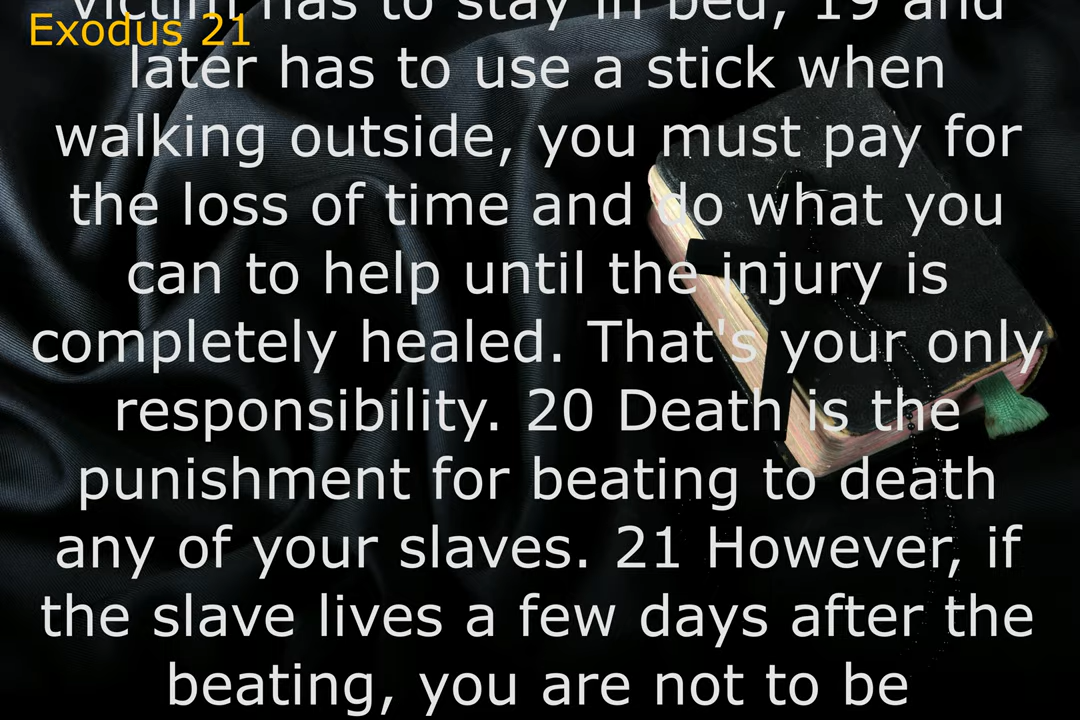 victim has to stay in bed, 19 and
Exodus 21
later has to use a stick when
walking outside, you must pay for
the loss of time and do what you
can to help until the injury is
completely healed. That's your only
responsibility. 20 Death is the
punishment for beating to death
any of your slaves. 21 However, if
the slave lives a few days after the
beating, you are not to be